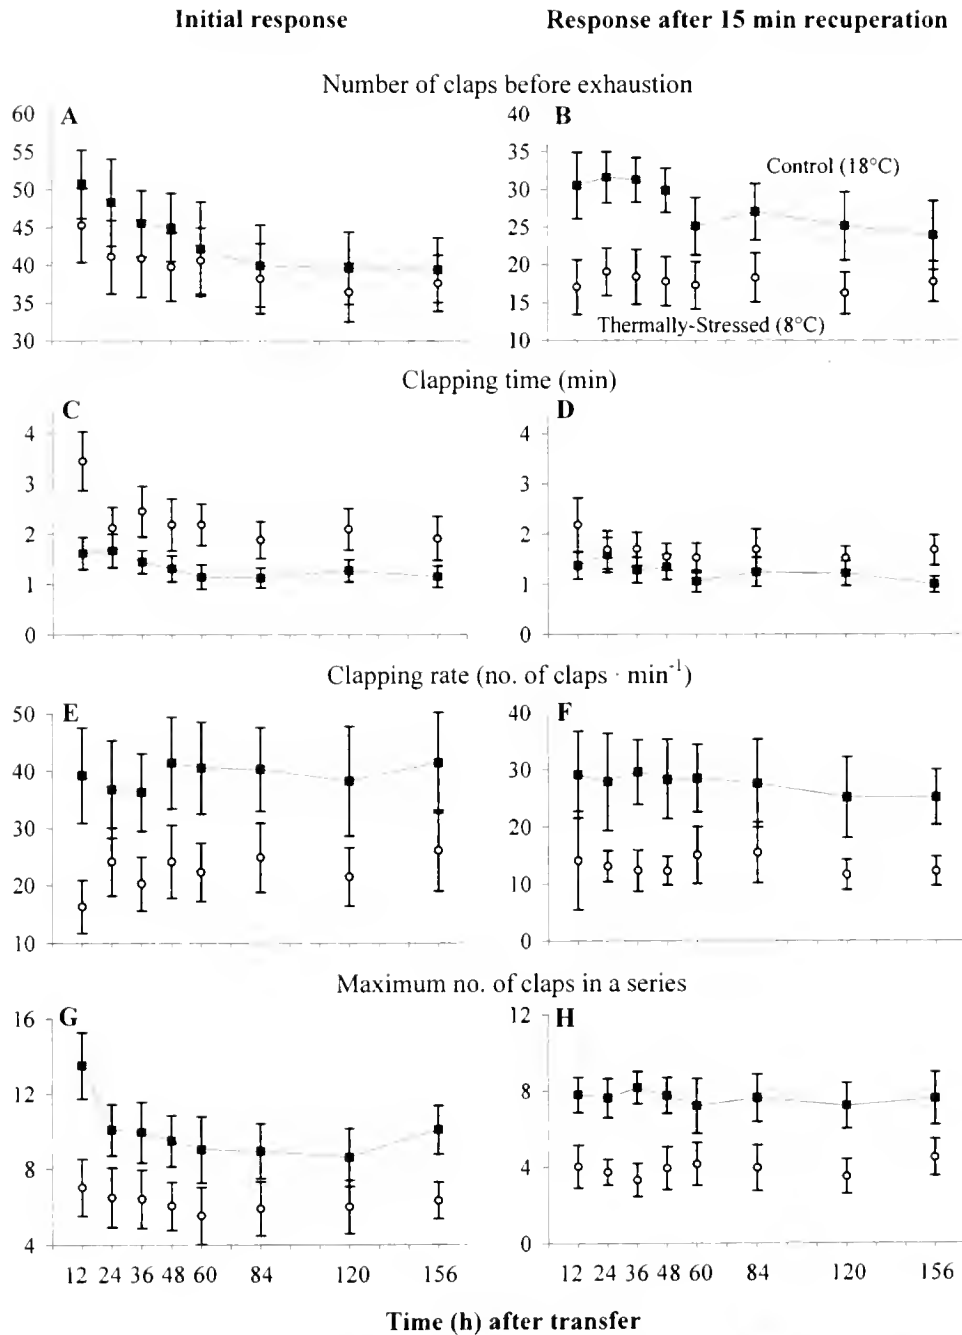 Initial response
Response after 15 min recuperation
Number of claps before exhaustion
A
60
55
50
45
40
35
30
B
40
35
30
25
20
15
10
Control (18°C)
Thermally-Stressed (8°C)
Clapping time (min)
C
4
3
2
1
0
D
4
3
2
1
0
Clapping rate (no. of claps · min⁻¹)
E
50
40
30
20
10
F
40
30
20
10
0
Maximum no. of claps in a series
G
16
12
8
4
H
12
8
4
0
12 24 36 48 60 84 120 156
12 24 36 48 60 84 120 156
Time (h) after transfer